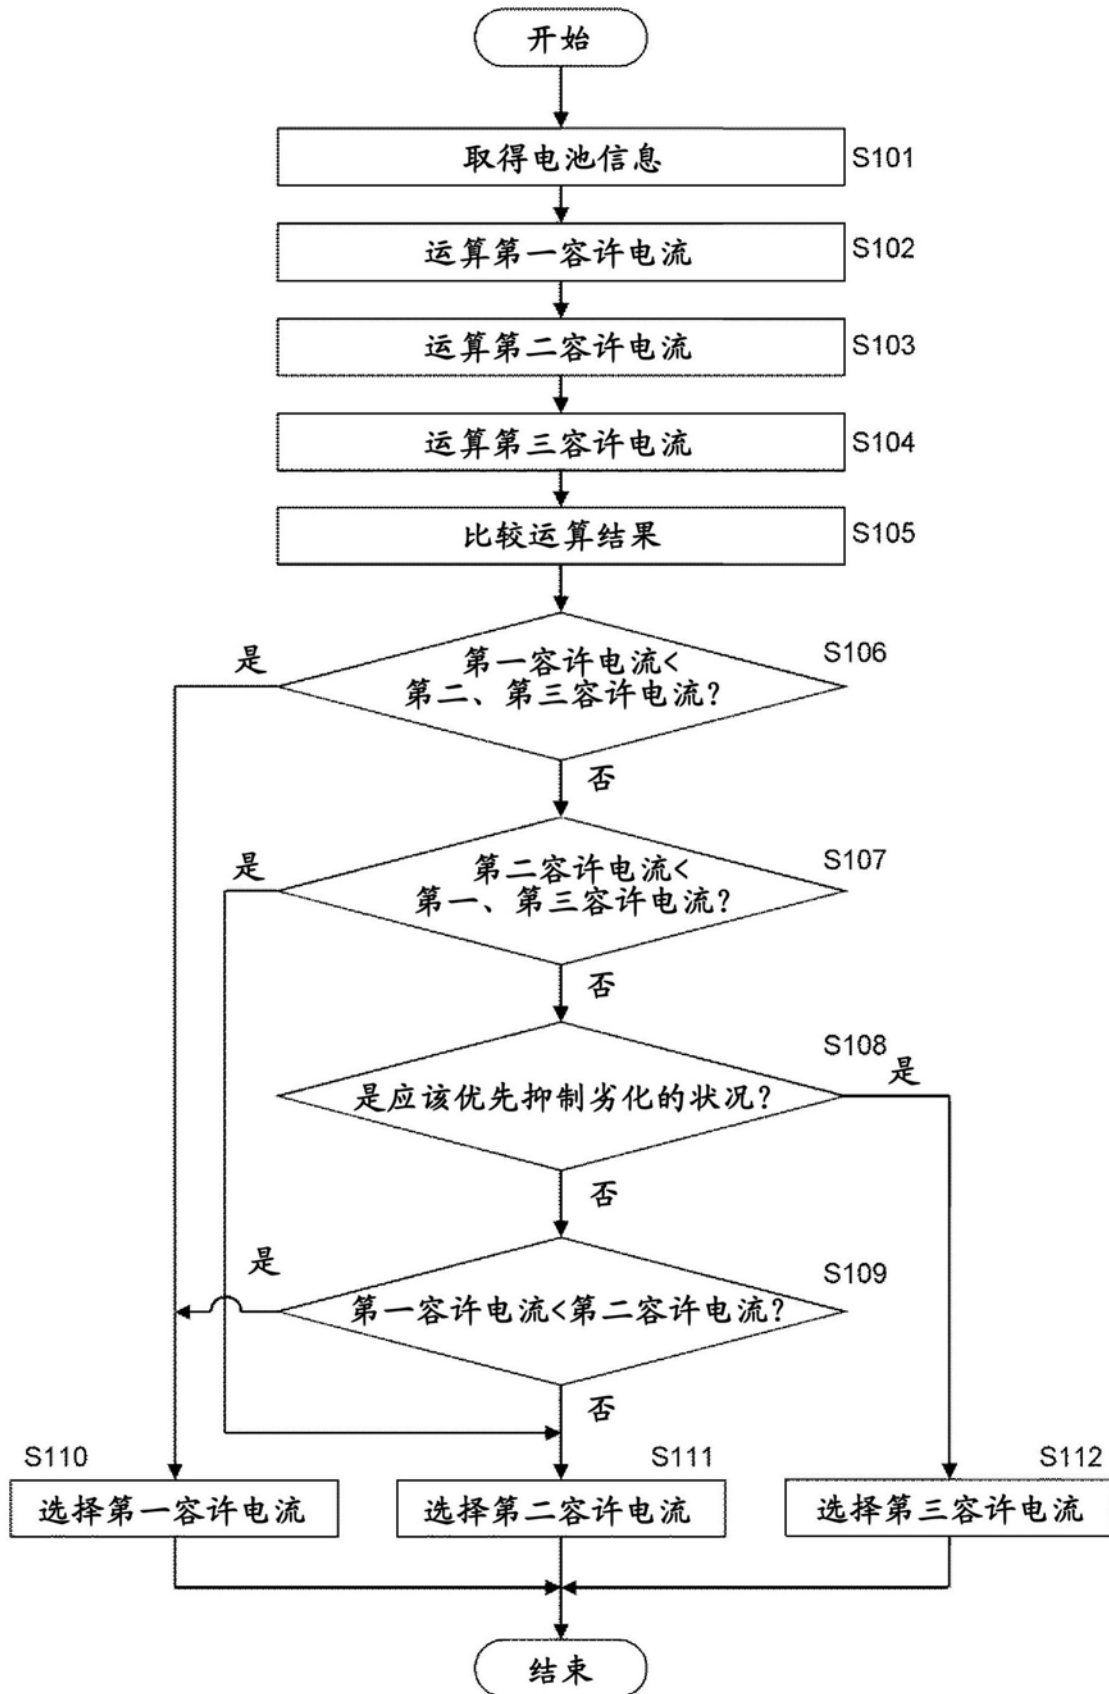 开始
取得电池信息
S101
运算第一容许电流
S102
运算第二容许电流
S103
运算第三容许电流
S104
比较运算结果
S105
是
第一容许电流<
第二、第三容许电流?
S106
否
是
第二容许电流<
第一、第三容许电流?
S107
否
S108
是应该优先抑制劣化的状况?
是
否
是
第一容许电流<第二容许电流?
S109
否
S110
选择第一容许电流
S111
选择第二容许电流
S112
选择第三容许电流
结束